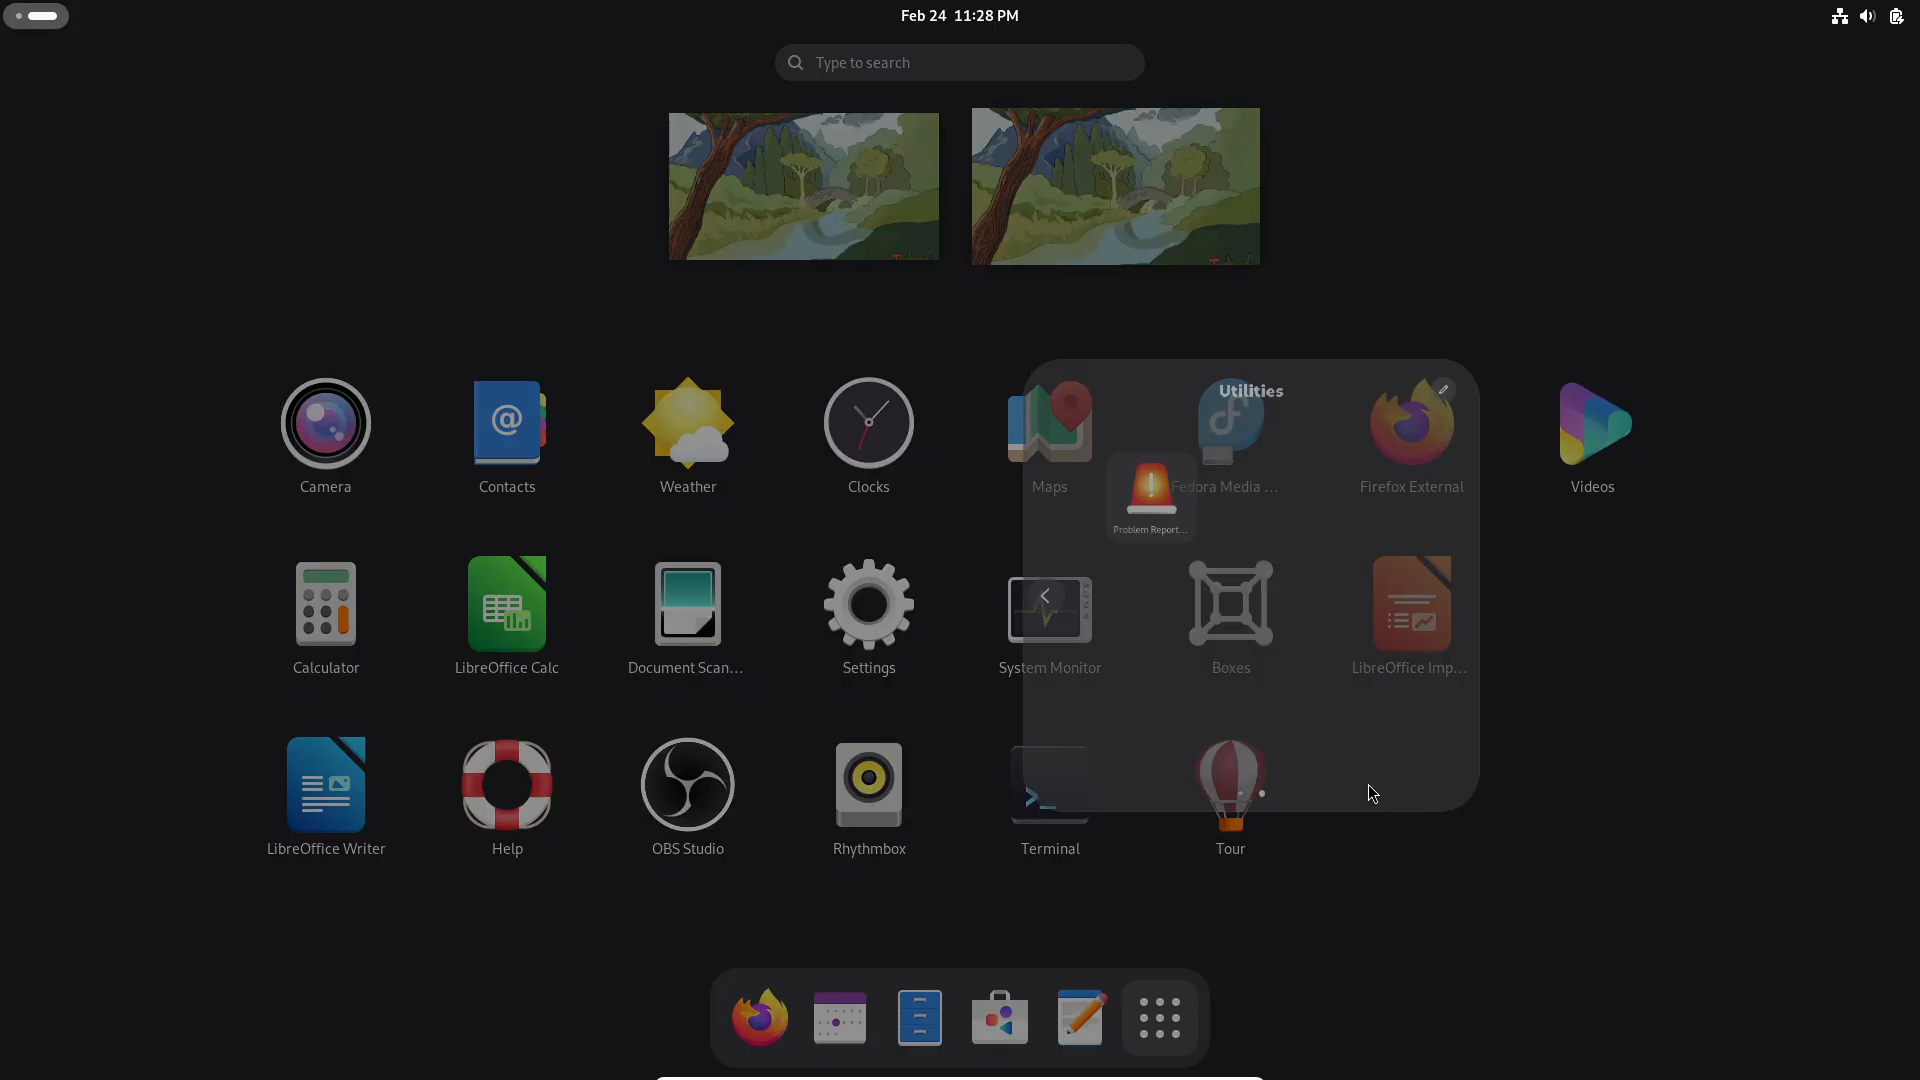 Feb 24 11:28 PM
Type to search
Utilities
Camera
Contacts
Weather
Clocks
Maps
Fedora Media ...
Firefox External
Videos
Problem Report...
Calculator
LibreOffice Calc
Document Scan...
Settings
System Monitor
Boxes
LibreOffice Imp...
LibreOffice Writer
Help
OBS Studio
Rhythmbox
Terminal
Tour